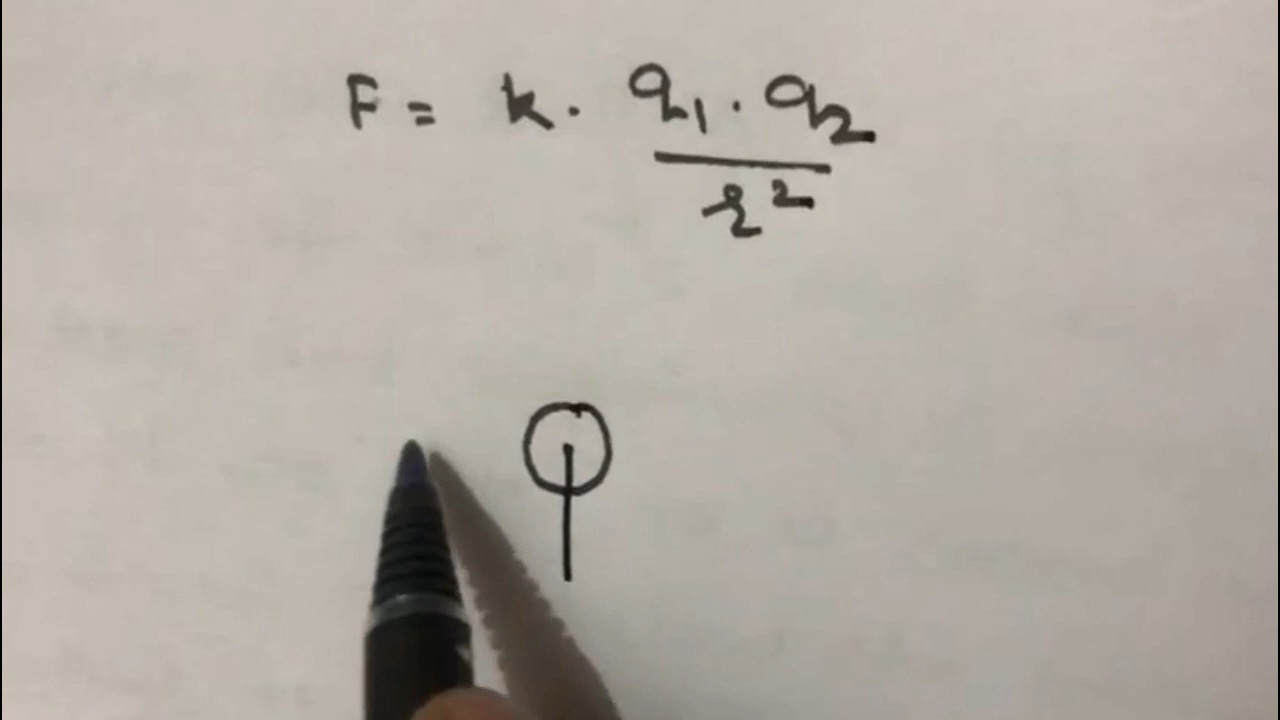 F = k. q₁ . q₂
r²